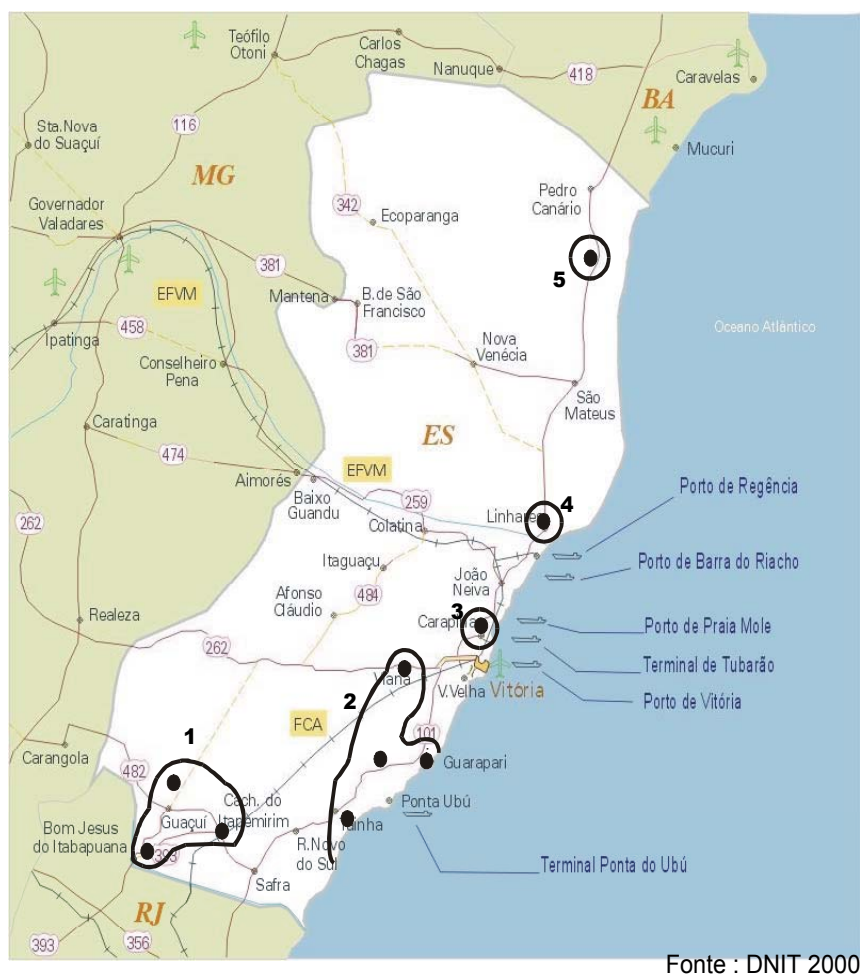 Teófilo
Otoni
Carlos
Chagas
Nanuque
418
Caravelas
BA
Sta.Nova
do Suaçuí
116
Mucuri
MG
Pedro
Canário
Governador
Valadares
342
Ecoparanga
5
381
EFVM
Mantena
B.de São
Francisco
Ipatinga
458
Oceano Atlântico
381
Nova
Venécia
Conselheiro
Pena
São
Mateus
Caratinga
ES
474
EFVM
Aimorés
Baixo
Guandu
259
Colatina
Linhares
4
Porto de Regência
262
Itaguaçu
João
Neiva
Porto de Barra do Riacho
484
Afonso
Cláudio
3
Realeza
Carapina
Porto de Praia Mole
262
Terminal de Tubarão
Viana
V.Velha
Vitória
Porto de Vitória
2
FCA
1
101
Carangola
Guarapari
482
Cach. do
Itapemirim
Guaçuí
Ponta Ubú
Bom Jesus
do Itabapuana
393
R.Novo
do Sul
Terminal Ponta do Ubú
Safra
RJ
393
356
Fonte : DNIT 2000